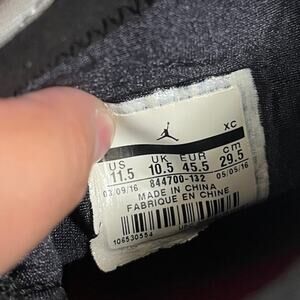 XC
US UK EUR cm
11.5 10.5 45.5 29.5
03/09/16 844700-132 05/05/16
MADE IN CHINA
FABRIQUE EN CHINE
106530554